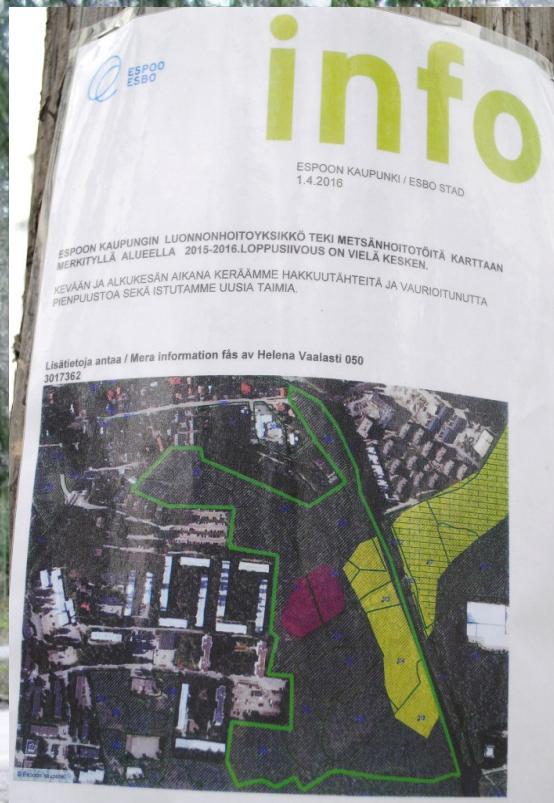 ESPOO
ESBO
info
ESPOON KAUPUNKI / ESBO STAD
1.4.2016
ESPOON KAUPUNGIN LUONNONHOITOYKSIKKÖ TEKI METSÄNHOITOTÖITÄ KARTTAAN
MERKITYLLÄ ALUEELLA 2015-2016.LOPPUSIIVOUS ON VIELÄ KESKEN.
KEVÄÄN JA ALKUKESÄN AIKANA KERÄÄMME HAKKUUTÄHTEITÄ JA VAURIOITUNUTTA
PIENPUUSTOA SEKÄ ISTUTAMME UUSIA TAIMIA.
Lisätietoja antaa / Mera information fås av Helena Vaalasti 050
3017362